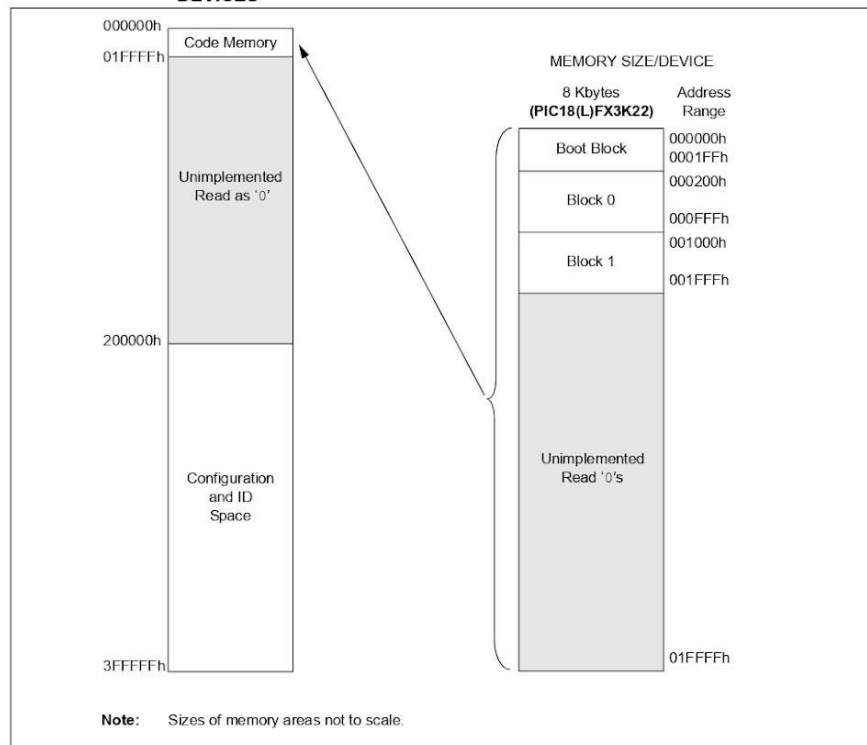 DEVICES
000000h
Code Memory
01FFFFh
Unimplemented
Read as ‘0’
200000h
Configuration
and ID
Space
3FFFFFh
MEMORY SIZE/DEVICE
8 Kbytes
(PIC18(L)FX3K22)
Address
Range
Boot Block
000000h
0001FFh
Block 0
000200h
000FFFh
Block 1
001000h
001FFFh
Unimplemented
Read ‘0’s
01FFFFh
Note: Sizes of memory areas not to scale.